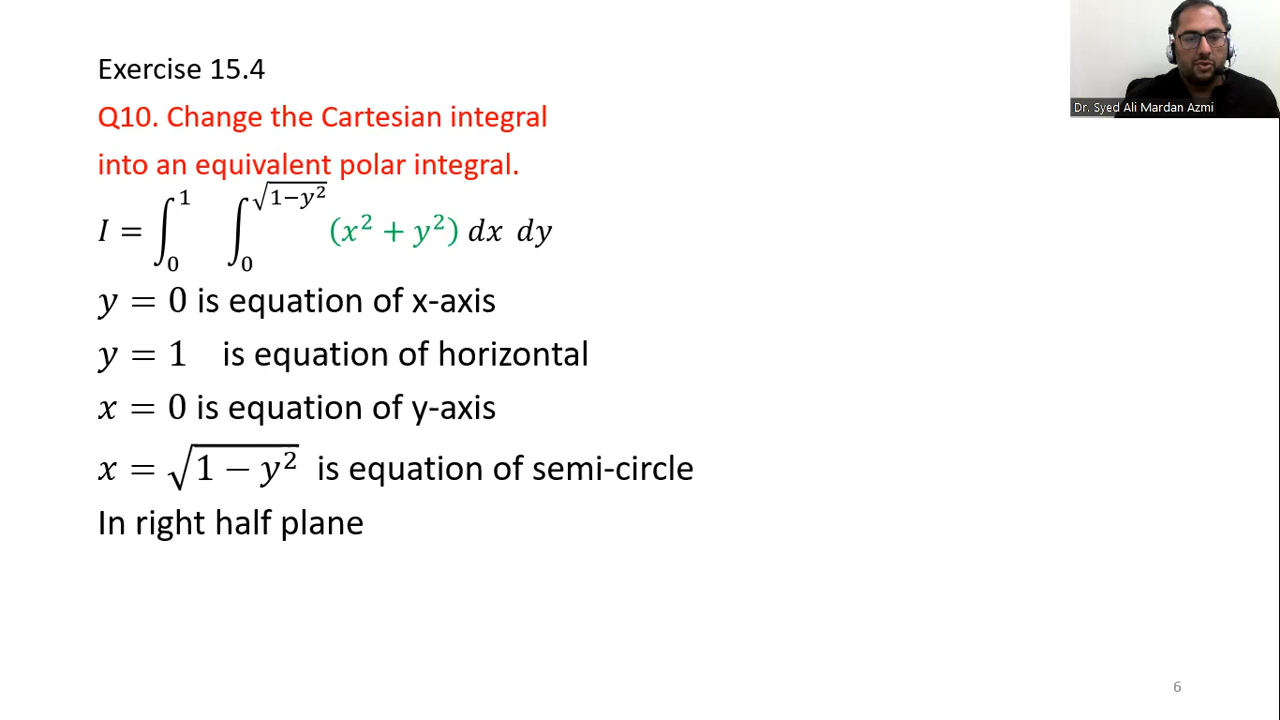 Exercise 15.4
Dr. Syed Ali Mardan Azmi
Q10. Change the Cartesian integral
into an equivalent polar integral.
I = ∫₀¹ ∫₀^√(1−y²) (x² + y²) dx dy
y = 0 is equation of x-axis
y = 1 is equation of horizontal
x = 0 is equation of y-axis
x = √(1 − y²) is equation of semi-circle
In right half plane
6